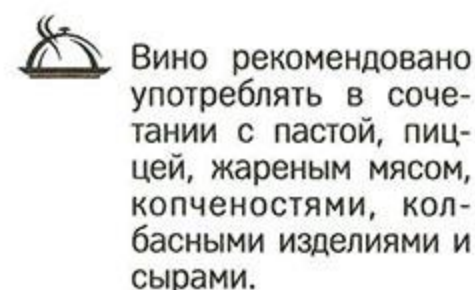 Вино рекомендовано
употреблять в соче-
тании с пастой, пиц-
цей, жареным мясом,
копченостями, кол-
басными изделиями и
сырами.